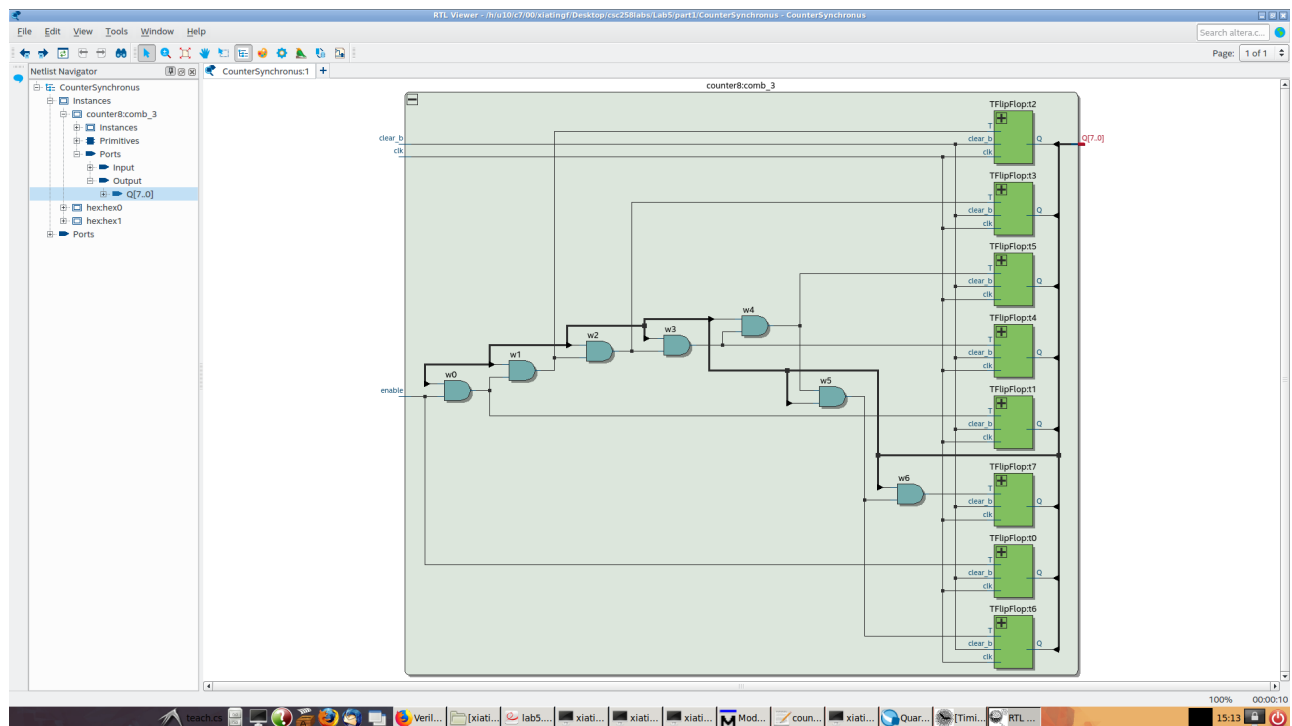 RTL Viewer - /h/u10/c7/00/xiatingf/Desktop/csc258labs/Lab5/part1/CounterSynchronus - CounterSynchronus
File Edit View Tools Window Help
Search altera.c...
Page: 1 of 1
Netlist Navigator
CounterSynchronus:1
CounterSynchronus
Instances
counter8:comb_3
Instances
Primitives
Ports
Input
Output
Q[7..0]
hex:hex0
hex:hex1
Ports
counter8:comb_3
clear_b
clk
enable
Q[7..0]
w0
w1
w2
w3
w4
w5
w6
TFlipFlop:t2
T
clear_b
clk
Q
TFlipFlop:t3
T
clear_b
clk
Q
TFlipFlop:t5
T
clear_b
clk
Q
TFlipFlop:t4
T
clear_b
clk
Q
TFlipFlop:t1
T
clear_b
clk
Q
TFlipFlop:t7
T
clear_b
clk
Q
TFlipFlop:t0
T
clear_b
clk
Q
TFlipFlop:t6
T
clear_b
clk
Q
100% 00:00:10
teach.cs Veril... [xiati... lab5.... xiati... xiati... xiati... Mod... coun... xiati... Quar... [Timi... RTL ... 15:13